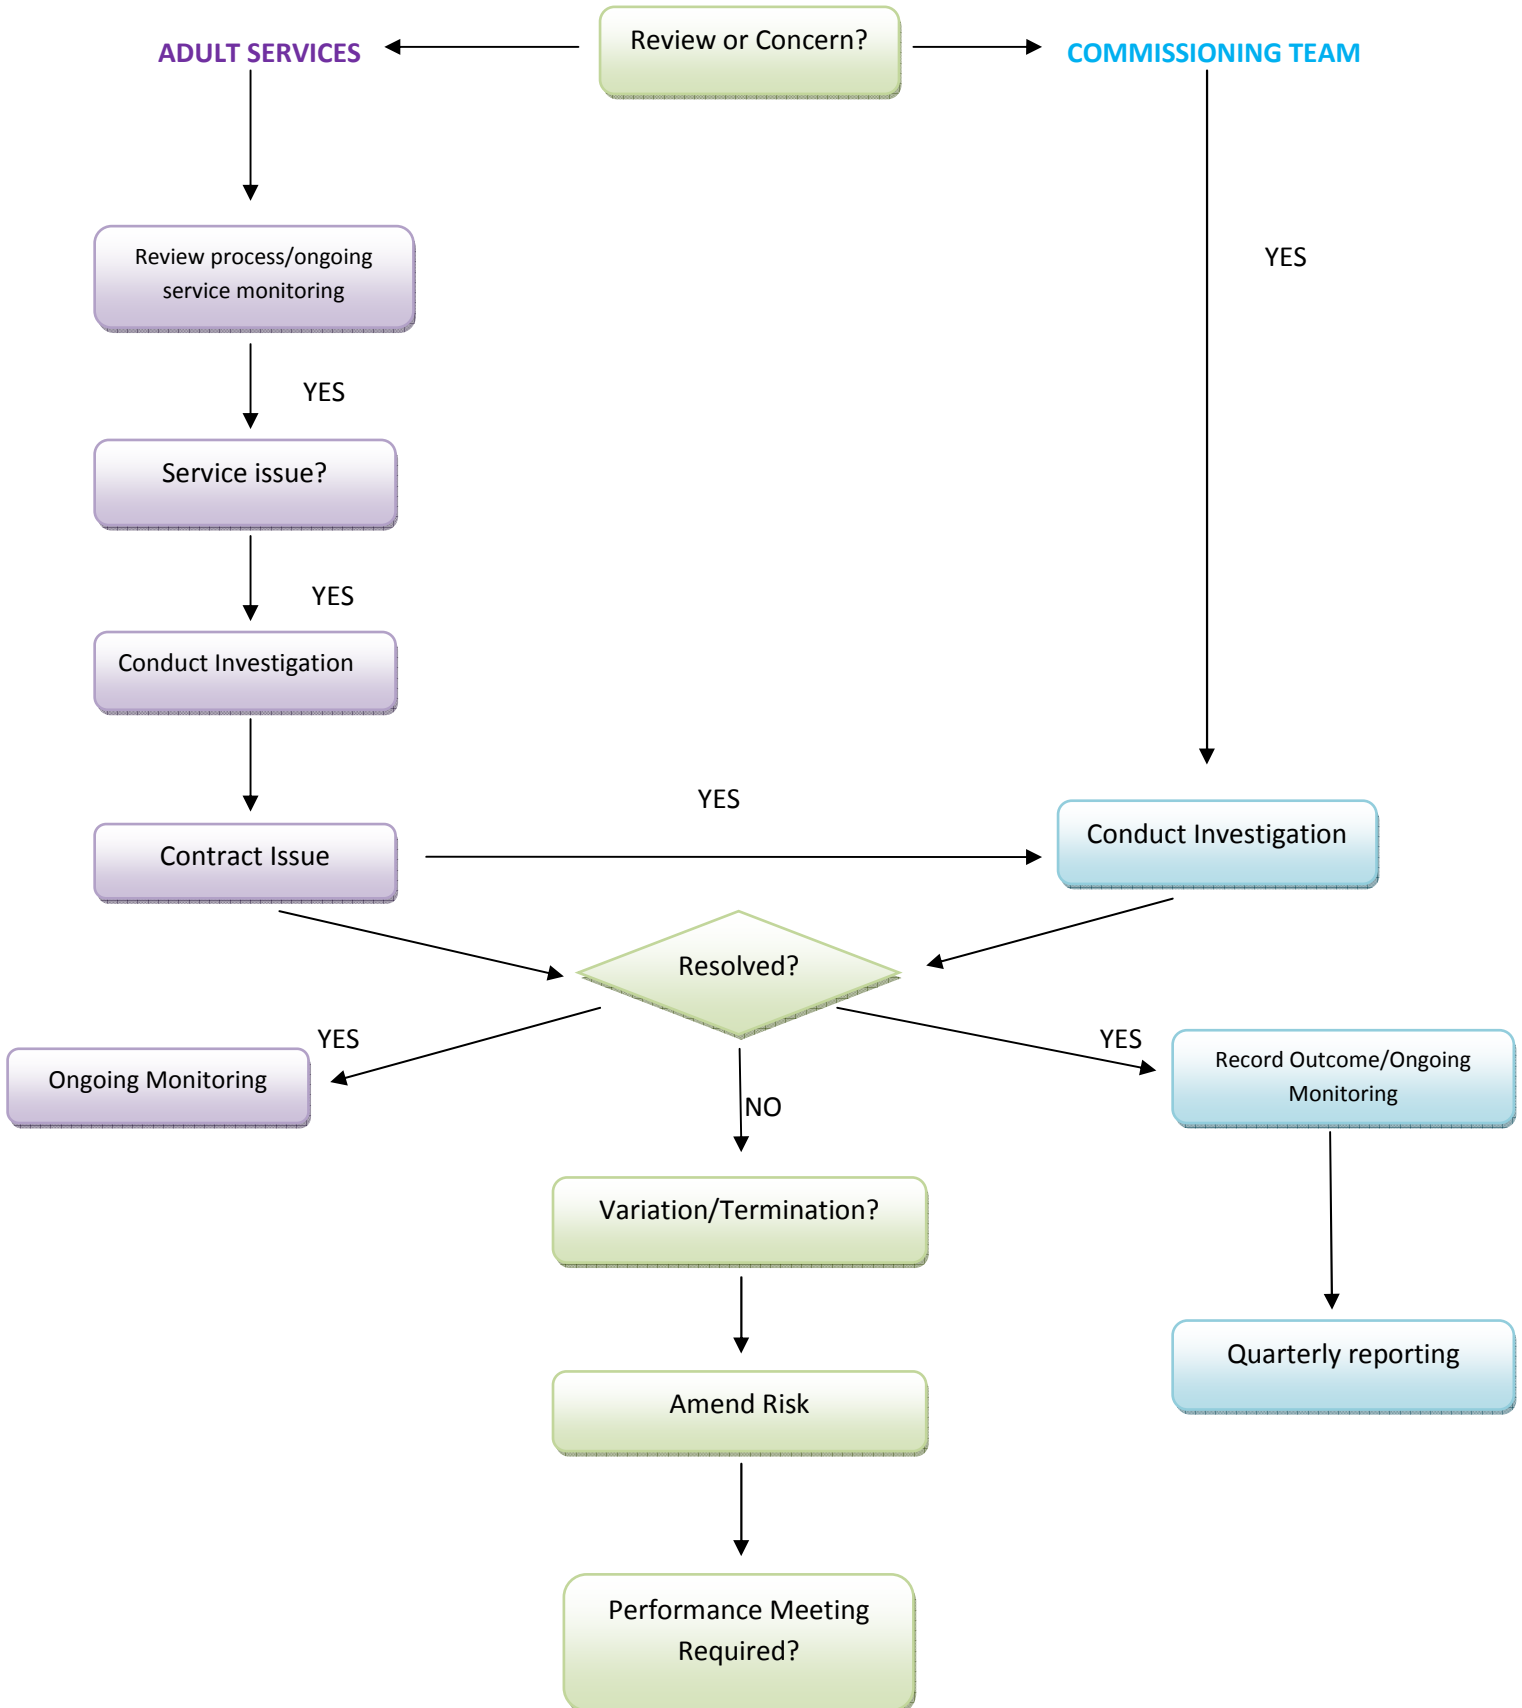 Review or Concern?
ADULT SERVICES
COMMISSIONING TEAM
Review process/ongoing
service monitoring
YES
YES
Service issue?
YES
Conduct Investigation
YES
Contract Issue
Conduct Investigation
Resolved?
YES
YES
Ongoing Monitoring
Record Outcome/Ongoing
Monitoring
NO
Variation/Termination?
Quarterly reporting
Amend Risk
Performance Meeting
Required?